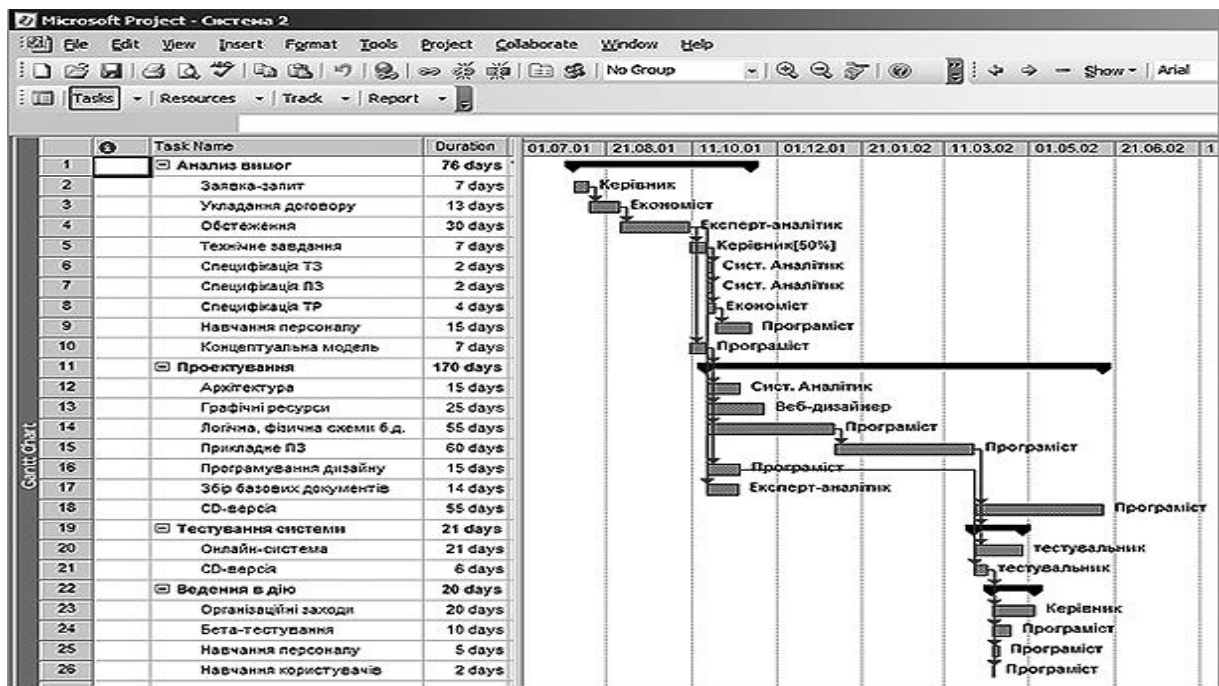 Microsoft Project - Система 2
File Edit View Insert Format Tools Project Collaborate Window Help
No Group Show Arial
Tasks Resources Track Report
Task Name Duration 01.07.01 21.08.01 11.10.01 01.12.01 21.01.02 11.03.02 01.05.02 21.06.02 1
1 Анализ вимог 76 days
2 Заявка-запит 7 days Керівник
3 Укладання договору 13 days Економіст
4 Обстеження 30 days Експерт-аналітик
5 Технічне завдання 7 days Керівник[50%]
6 Специфікація ТЗ 2 days Сист. Аналітик
7 Специфікація ПЗ 2 days Сист. Аналітик
8 Специфікація ТР 4 days Економіст
9 Навчання персоналу 15 days Програміст
10 Концептуальна модель 7 days Програміст
11 Проектування 170 days
12 Архітектура 15 days Сист. Аналітик
13 Графічні ресурси 25 days Веб-дизайнер
14 Логічна, фізична схеми б.д. 55 days Програміст
15 Прикладне ПЗ 60 days Програміст
16 Програмування дизайну 15 days Програміст
17 Збір базових документів 14 days Експерт-аналітик
18 CD-версія 55 days Програміст
19 Тестування системи 21 days
20 Онлайн-система 21 days тестувальник
21 CD-версія 6 days тестувальник
22 Ведення в дію 20 days
23 Організаційні заходи 20 days Керівник
24 Бета-тестування 10 days Програміст
25 Навчання персоналу 5 days Програміст
26 Навчання користувачів 2 days Програміст
Gantt Chart